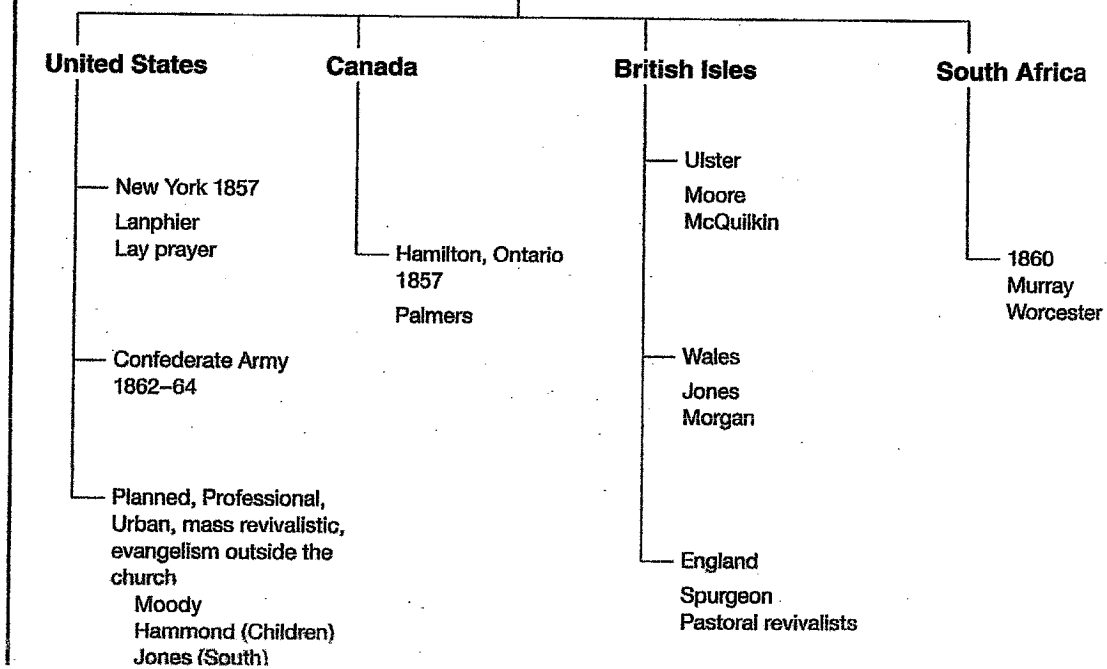 United States
New York 1857
Lanphier
Lay prayer
Confederate Army
1862–64
Planned, Professional,
Urban, mass revivalistic,
evangelism outside the
church
Moody
Hammond (Children)
Jones (South)
Canada
Hamilton, Ontario
1857
Palmers
British Isles
Ulster
Moore
McQuilkin
Wales
Jones
Morgan
England
Spurgeon
Pastoral revivalists
South Africa
1860
Murray
Worcester